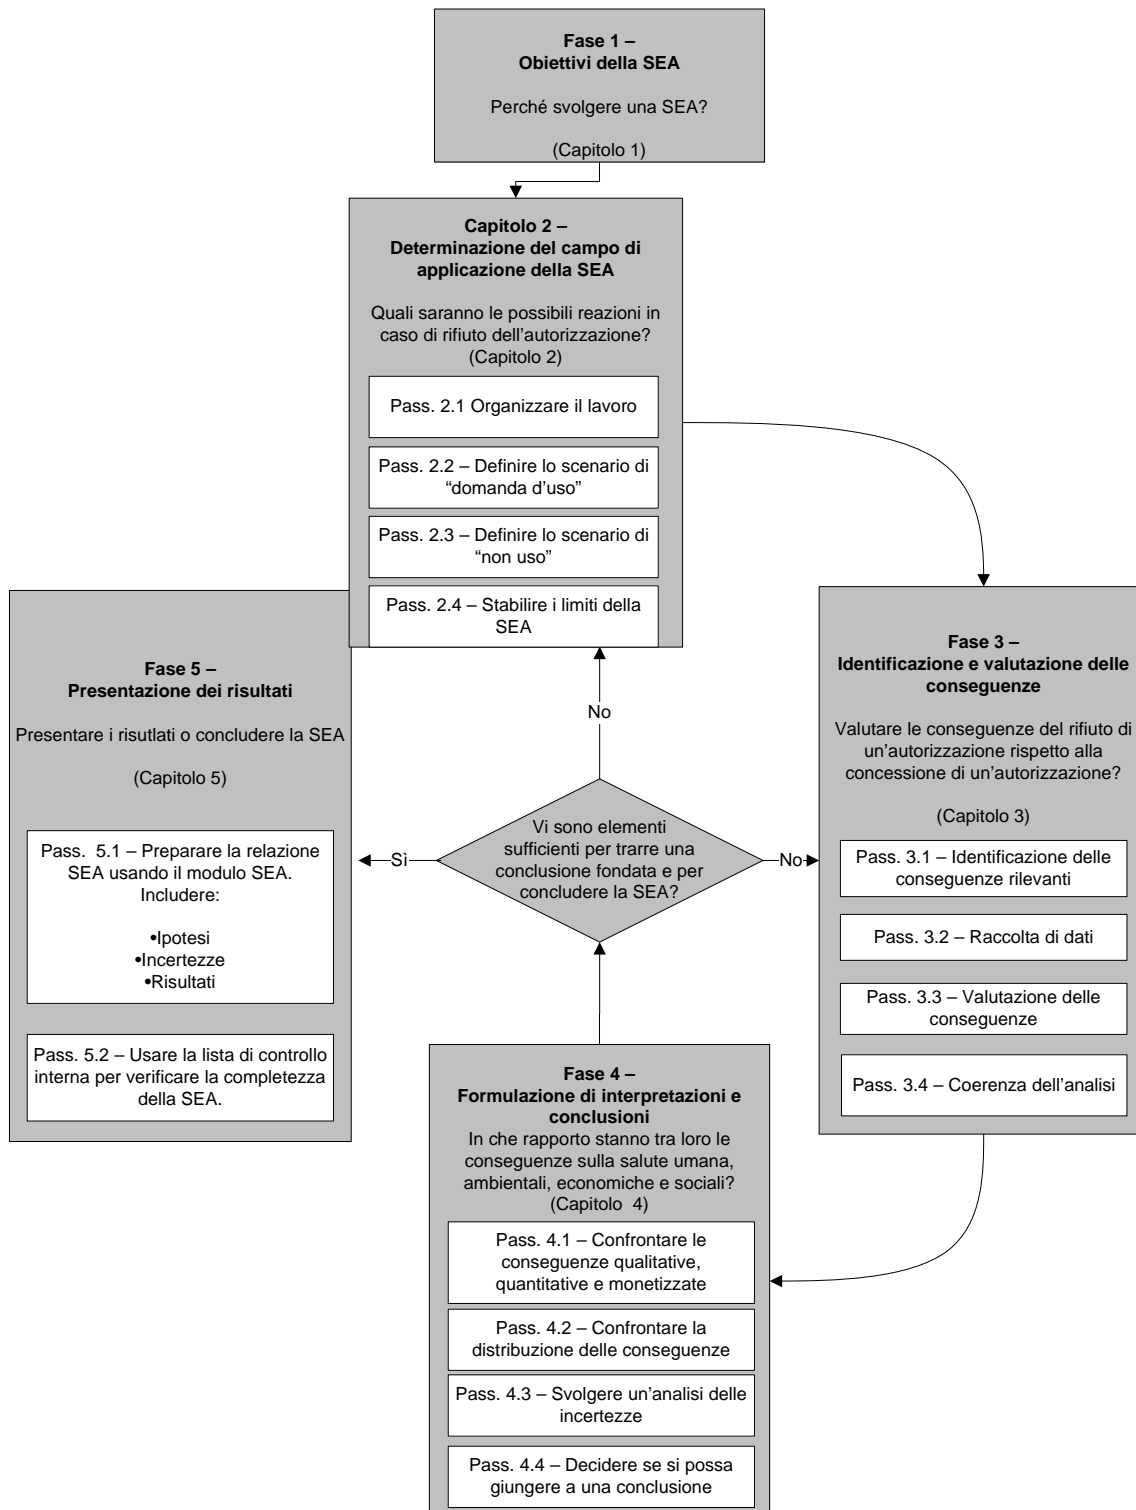 Fase 1 –
Obiettivi della SEA
Perché svolgere una SEA?
(Capitolo 1)
Capitolo 2 –
Determinazione del campo di
applicazione della SEA
Quali saranno le possibili reazioni in
caso di rifiuto dell'autorizzazione?
(Capitolo 2)
Pass. 2.1 Organizzare il lavoro
Pass. 2.2 – Definire lo scenario di
“domanda d'uso”
Pass. 2.3 – Definire lo scenario di
“non uso”
Pass. 2.4 – Stabilire i limiti della
SEA
Fase 3 –
Identificazione e valutazione delle
conseguenze
Valutare le conseguenze del rifiuto di
un'autorizzazione rispetto alla
concessione di un'autorizzazione?
(Capitolo 3)
Pass. 3.1 – Identificazione delle
conseguenze rilevanti
Pass. 3.2 – Raccolta di dati
Pass. 3.3 – Valutazione delle
conseguenze
Pass. 3.4 – Coerenza dell'analisi
Fase 4 –
Formulazione di interpretazioni e
conclusioni
In che rapporto stanno tra loro le
conseguenze sulla salute umana,
ambientali, economiche e sociali?
(Capitolo 4)
Pass. 4.1 – Confrontare le
conseguenze qualitative,
quantitative e monetizzate
Pass. 4.2 – Confrontare la
distribuzione delle conseguenze
Pass. 4.3 – Svolgere un'analisi delle
incertezze
Pass. 4.4 – Decidere se si possa
giungere a una conclusione
Vi sono elementi
sufficienti per trarre una
conclusione fondata e per
concludere la SEA?
No
No
Sì
Fase 5 –
Presentazione dei risultati
Presentare i risutlati o concludere la SEA
(Capitolo 5)
Pass. 5.1 – Preparare la relazione
SEA usando il modulo SEA.
Includere:
•Ipotesi
•Incertezze
•Risultati
Pass. 5.2 – Usare la lista di controllo
interna per verificare la completezza
della SEA.